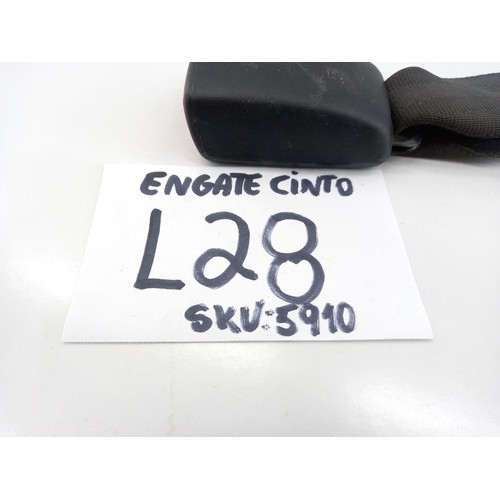 ENGATE CINTO
L28
SKU:5910